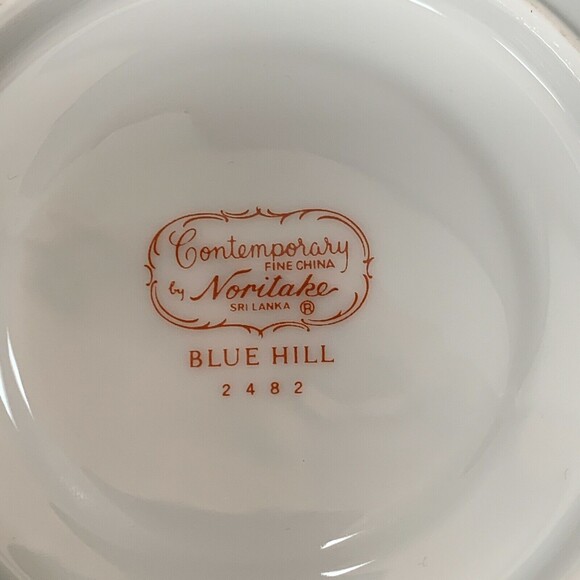 Contemporary
FINE CHINA
by Noritake
SRI LANKA ®
BLUE HILL
2482